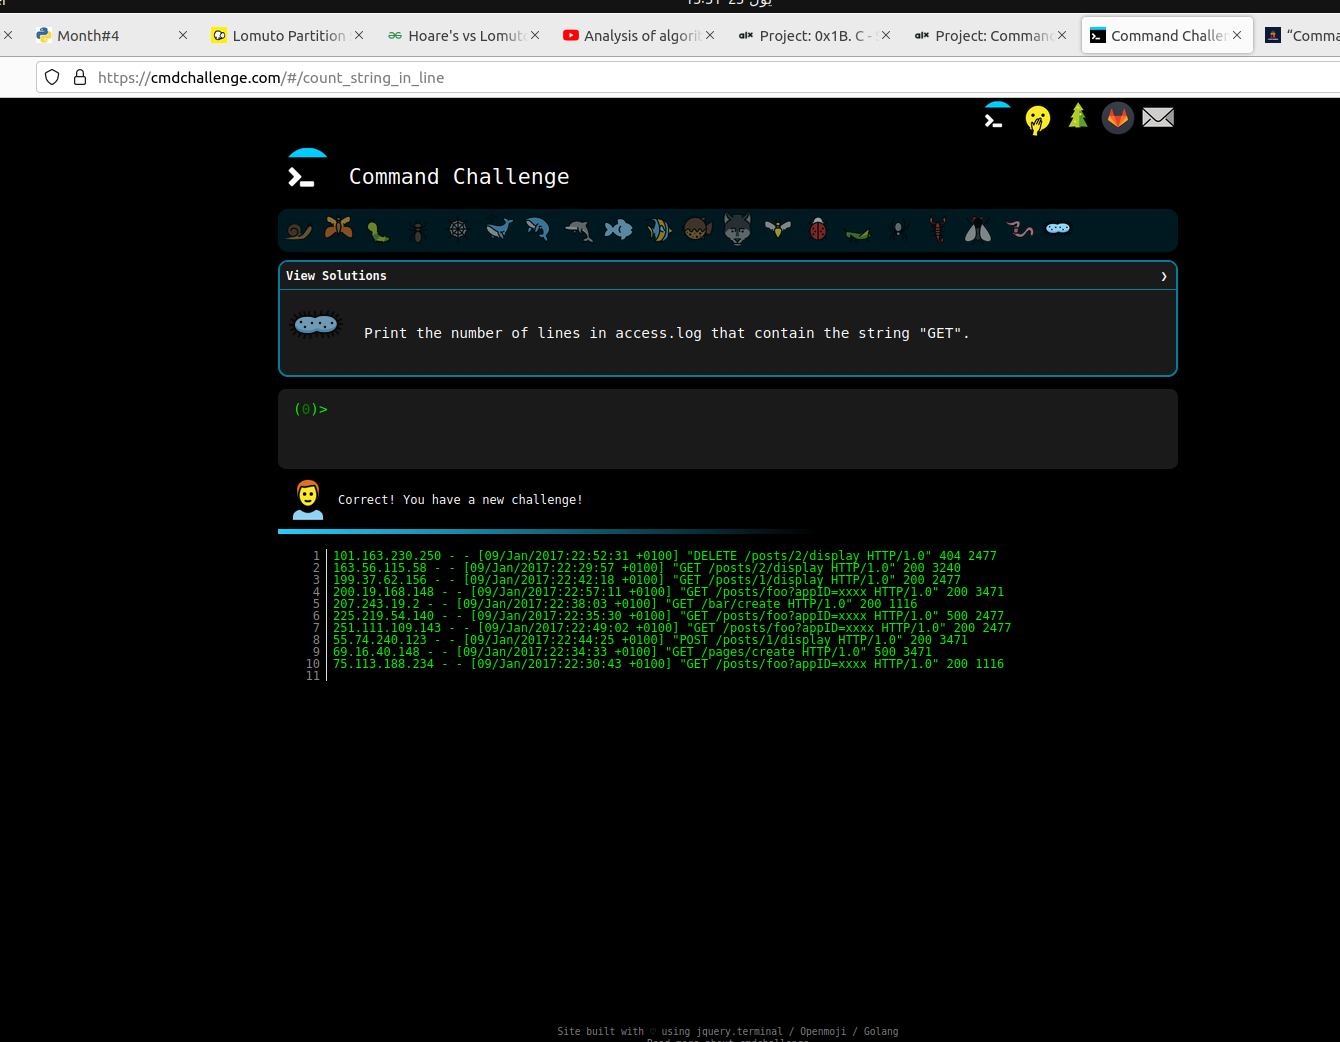 Month#4
Lomuto Partition
Hoare's vs Lomuto
Analysis of algorit
Project: 0x1B. C -
Project: Command
Command Challen
"Comma
https://cmdchallenge.com/#/count_string_in_line
Command Challenge
View Solutions
Print the number of lines in access.log that contain the string "GET".
(0)>
Correct! You have a new challenge!
1 101.163.230.250 - - [09/Jan/2017:22:52:31 +0100] "DELETE /posts/2/display HTTP/1.0" 404 2477
2 163.56.115.58 - - [09/Jan/2017:22:29:57 +0100] "GET /posts/2/display HTTP/1.0" 200 3240
3 199.37.62.156 - - [09/Jan/2017:22:42:18 +0100] "GET /posts/1/display HTTP/1.0" 200 2477
4 200.19.168.148 - - [09/Jan/2017:22:57:11 +0100] "GET /posts/foo?appID=xxxx HTTP/1.0" 200 3471
5 207.243.19.2 - - [09/Jan/2017:22:38:03 +0100] "GET /bar/create HTTP/1.0" 200 1116
6 225.219.54.140 - - [09/Jan/2017:22:35:30 +0100] "GET /posts/foo?appID=xxxx HTTP/1.0" 500 2477
7 251.111.109.143 - - [09/Jan/2017:22:49:02 +0100] "GET /posts/foo?appID=xxxx HTTP/1.0" 200 2477
8 55.74.240.123 - - [09/Jan/2017:22:44:25 +0100] "POST /posts/1/display HTTP/1.0" 200 3471
9 69.16.40.148 - - [09/Jan/2017:22:34:33 +0100] "GET /pages/create HTTP/1.0" 500 3471
10 75.113.188.234 - - [09/Jan/2017:22:30:43 +0100] "GET /posts/foo?appID=xxxx HTTP/1.0" 200 1116
11
Site built with ♡ using jquery.terminal / Openmoji / Golang
Read more about cmdchallenge